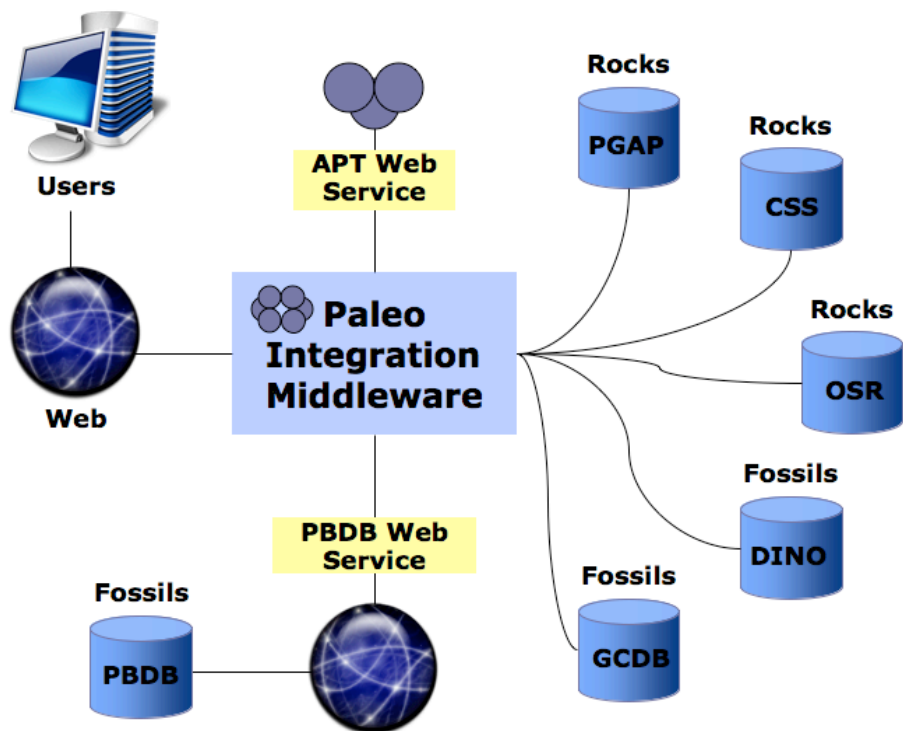 Users
Web
APT Web
Service
Paleo
Integration
Middleware
PBDB Web
Service
Fossils
PBDB
Rocks
PGAP
Rocks
CSS
Rocks
OSR
Fossils
DINO
Fossils
GCDB